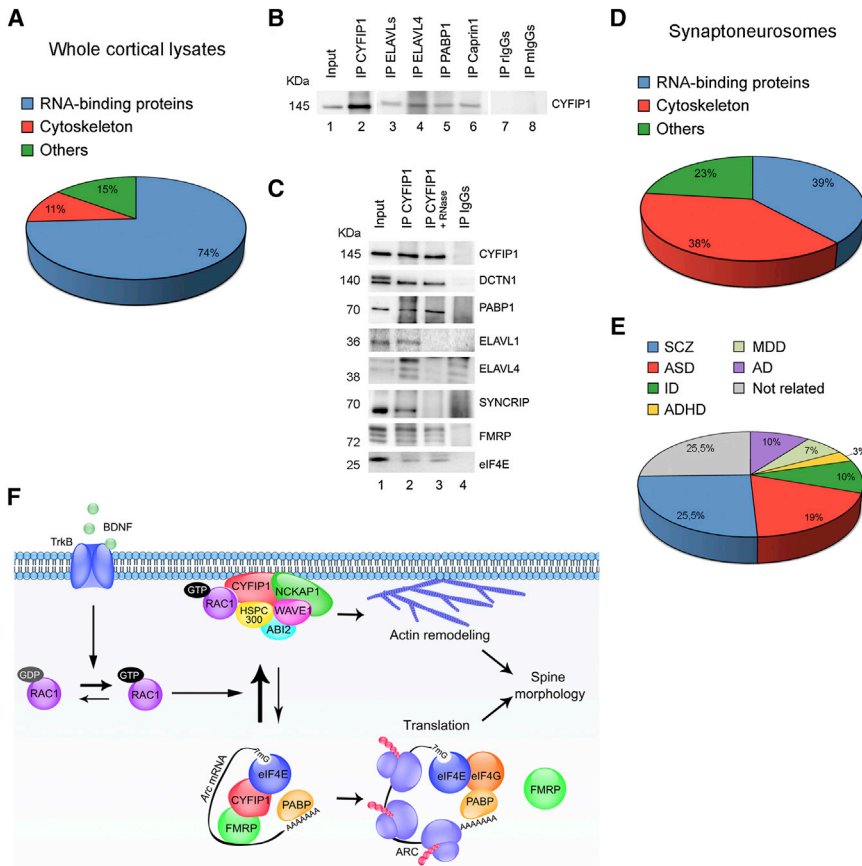 A
Whole cortical lysates
RNA-binding proteins
Cytoskeleton
Others
15%
11%
74%
B
Input
IP CYFIP1
IP ELAVLs
IP ELAVL4
IP PABP1
IP Caprin1
IP rIgGs
IP mIgGs
KDa
145
CYFIP1
1 2 3 4 5 6 7 8
C
Input
IP CYFIP1
IP CYFIP1
+ RNase
IP IgGs
KDa
145 CYFIP1
140 DCTN1
70 PABP1
36 ELAVL1
38 ELAVL4
70 SYNCRIP
72 FMRP
25 eIF4E
1 2 3 4
D
Synaptoneurosomes
RNA-binding proteins
Cytoskeleton
Others
23%
39%
38%
E
SCZ MDD
ASD AD
ID Not related
ADHD
25,5%
10%
7%
3%
10%
19%
25,5%
F
BDNF
TrkB
GTP
RAC1
CYFIP1
NCKAP1
HSPC
300
WAVE1
ABI2
Actin remodeling
GDP
RAC1
GTP
RAC1
Spine
morphology
Translation
Arc mRNA
7mG
eIF4E
CYFIP1
FMRP
PABP
AAAAAAA
7mG
eIF4E
eIF4G
PABP
AAAAAAA
ARC
FMRP